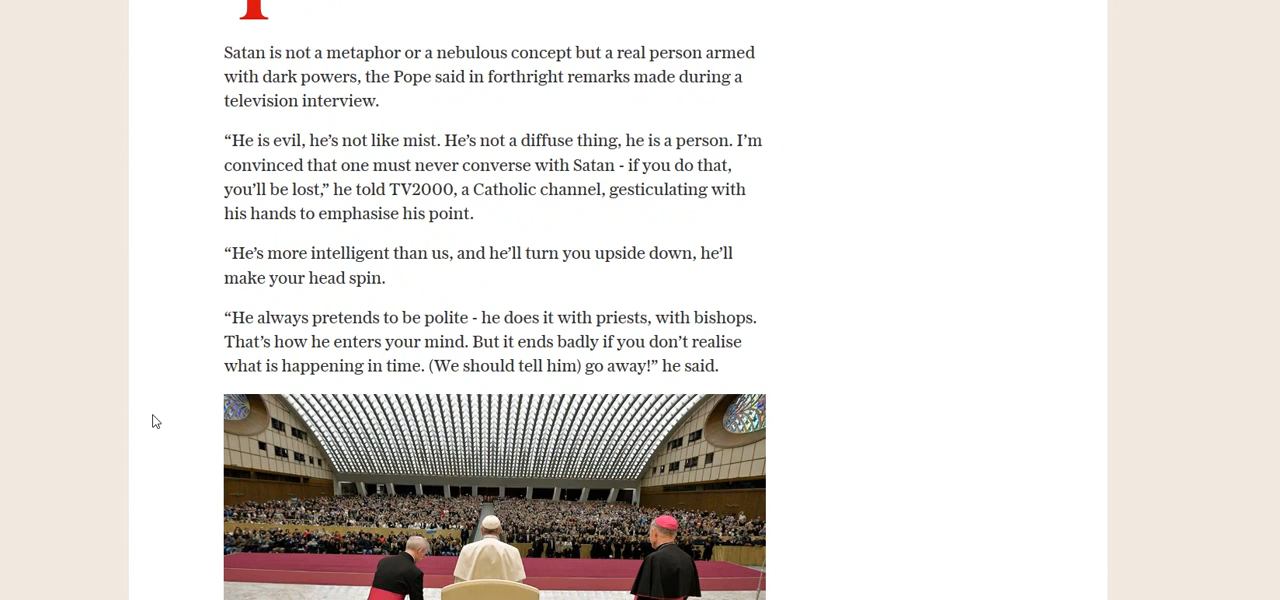 Satan is not a metaphor or a nebulous concept but a real person armed
with dark powers, the Pope said in forthright remarks made during a
television interview.
“He is evil, he’s not like mist. He’s not a diffuse thing, he is a person. I’m
convinced that one must never converse with Satan - if you do that,
you’ll be lost,” he told TV2000, a Catholic channel, gesticulating with
his hands to emphasise his point.
“He’s more intelligent than us, and he’ll turn you upside down, he’ll
make your head spin.
“He always pretends to be polite - he does it with priests, with bishops.
That’s how he enters your mind. But it ends badly if you don’t realise
what is happening in time. (We should tell him) go away!” he said.